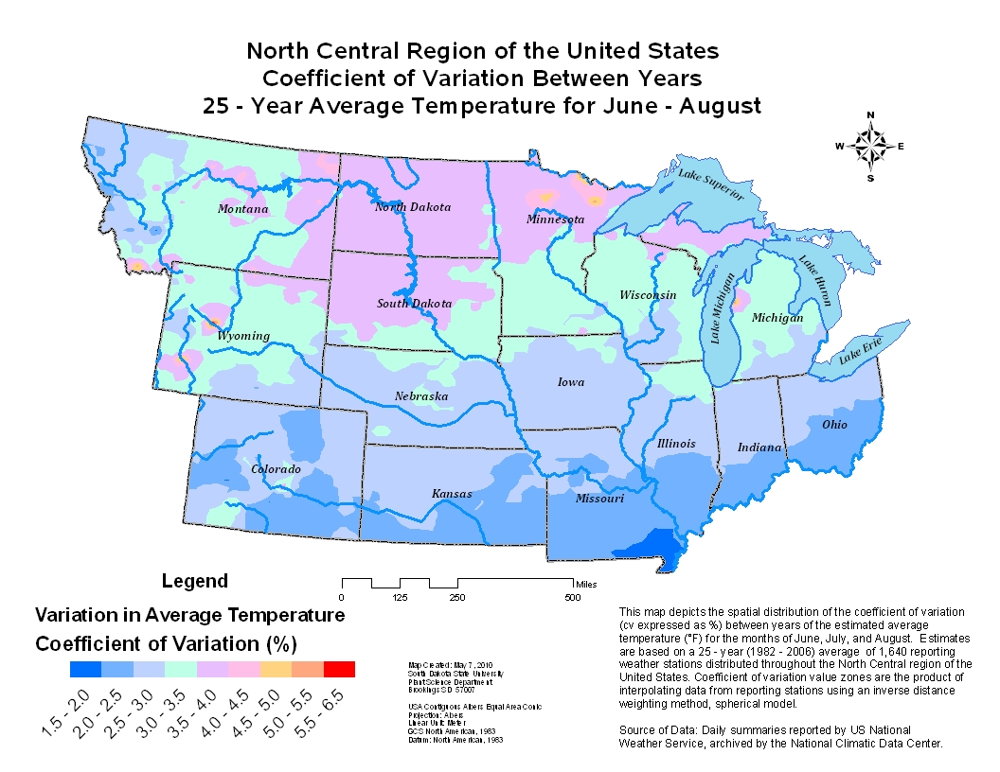 North Central Region of the United States
Coefficient of Variation Between Years
25 - Year Average Temperature for June - August
N
W
E
S
Lake Superior
Montana
North Dakota
Minnesota
Lake Huron
Lake Michigan
Wisconsin
South Dakota
Michigan
Wyoming
Lake Erie
Iowa
Nebraska
Ohio
Illinois
Indiana
Colorado
Kansas
Missouri
Legend
Miles
0
125
250
500
Variation in Average Temperature
Coefficient of Variation (%)
1.5 - 2.0
2.0 - 2.5
2.5 - 3.0
3.0 - 3.5
3.5 - 4.0
4.0 - 4.5
4.5 - 5.0
5.0 - 5.5
5.5 - 6.5
Map Created: May 7, 2010
South Dakota State University
Plant Science Department
Brookings SD 57007
USA Contiguous Albers Equal Area Conic
Projection: Albers
Linear Unit: Meter
GCS North American, 1983
Datum: North American, 1983
This map depicts the spatial distribution of the coefficient of variation
(cv expressed as %) between years of the estimated average
temperature (°F) for the months of June, July, and August. Estimates
are based on a 25 - year (1982 - 2006) average of 1,640 reporting
weather stations distributed throughout the North Central region of the
United States. Coefficient of variation value zones are the product of
interpolating data from reporting stations using an inverse distance
weighting method, spherical model.
Source of Data: Daily summaries reported by US National
Weather Service, archived by the National Climatic Data Center.